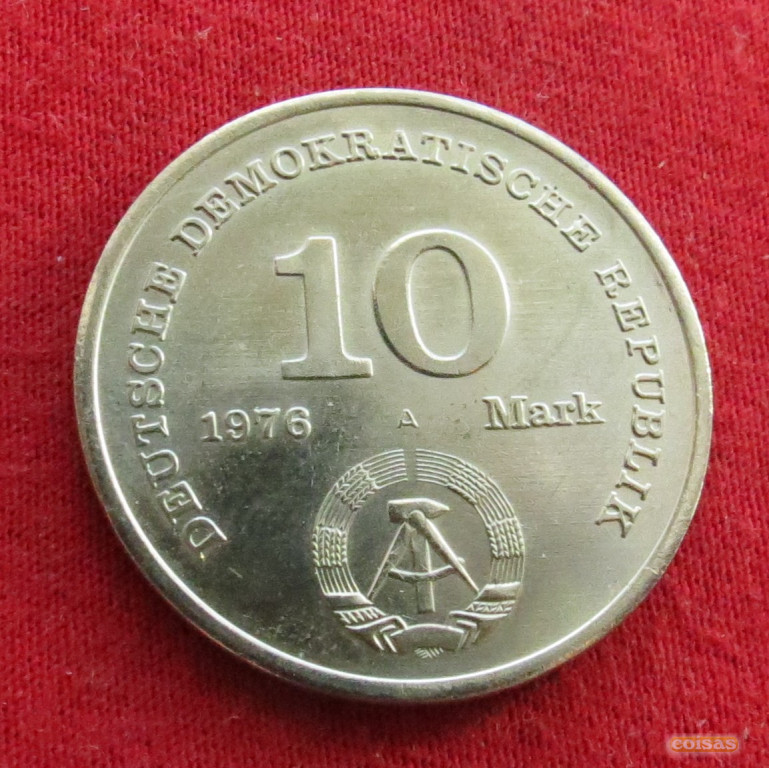 DEUTSCHE DEMOKRATISCHE REPUBLIK
10
1976 A Mark
coisas